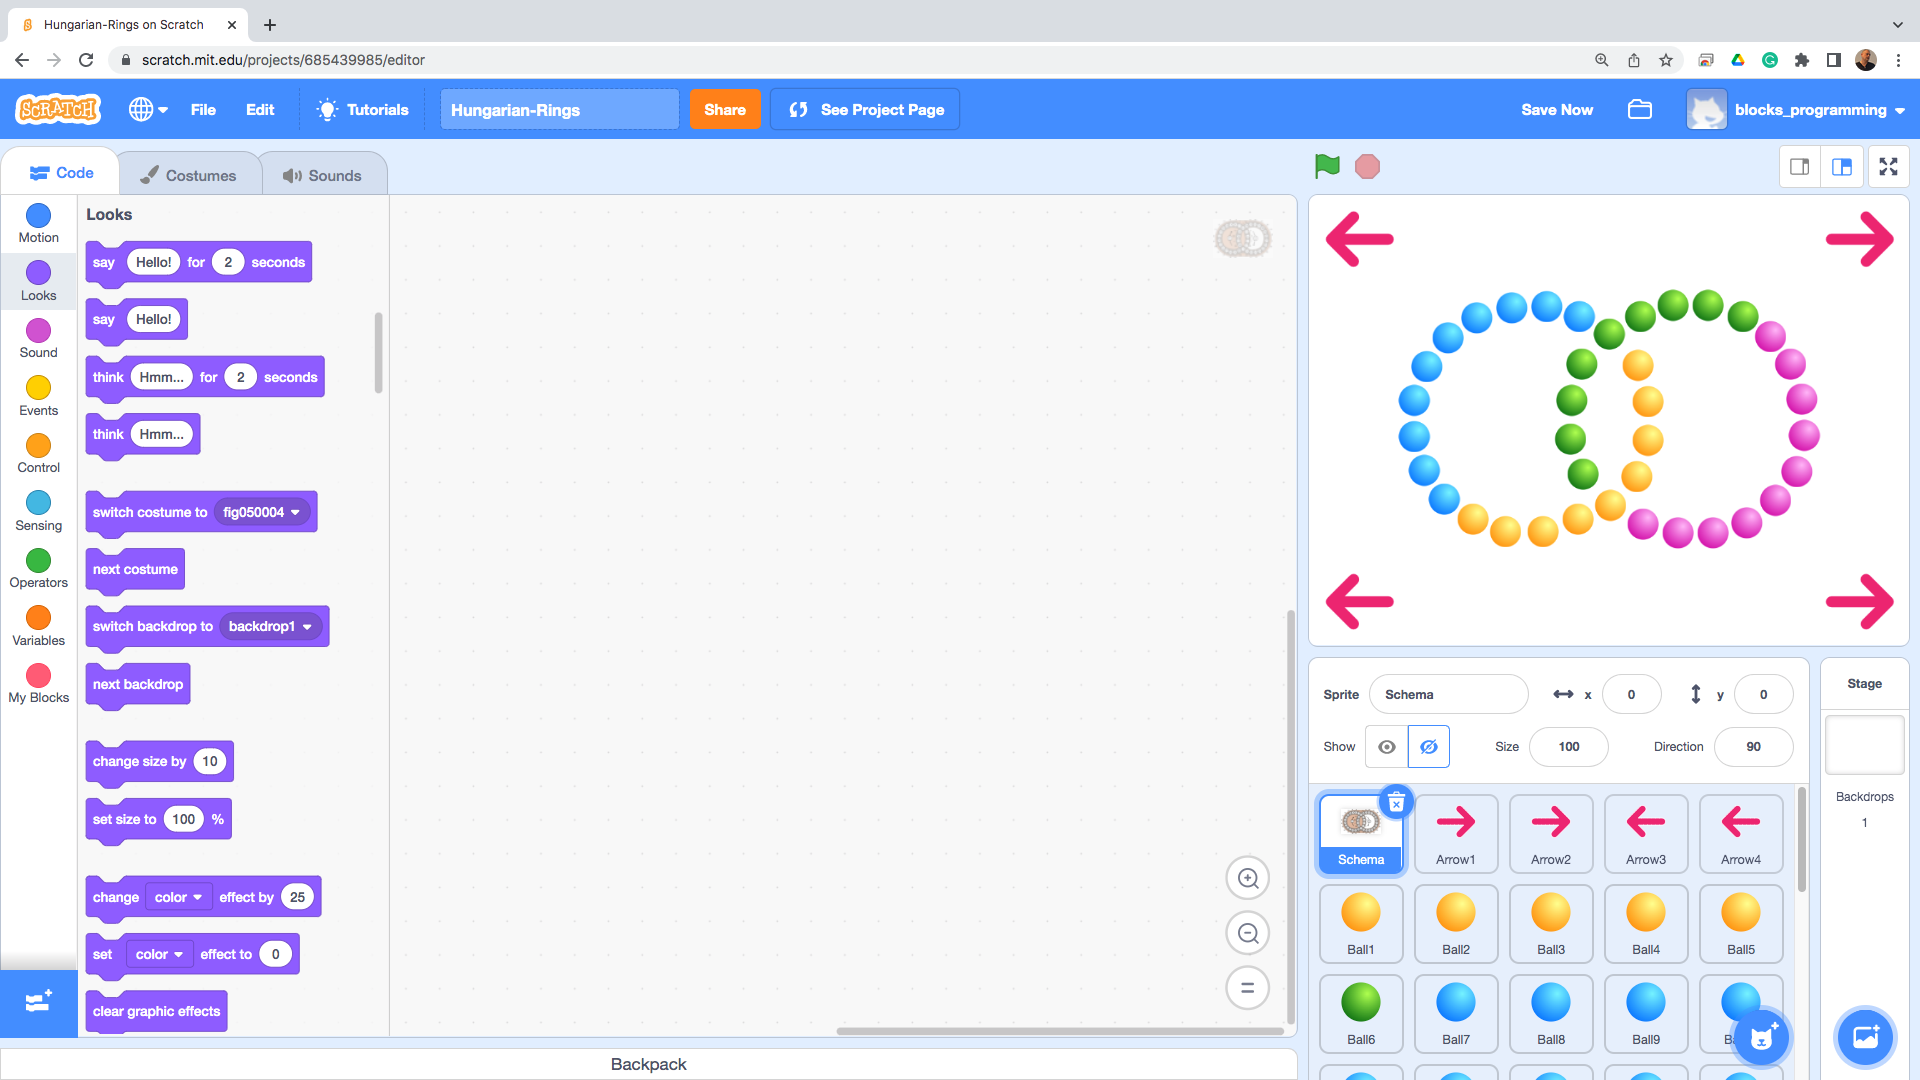 Hungarian-Rings on Scratch
scratch.mit.edu/projects/685439985/editor
SCRATCH
File
Edit
Tutorials
Hungarian-Rings
Share
See Project Page
Save Now
blocks_programming
Code
Costumes
Sounds
Motion
Looks
Sound
Events
Control
Sensing
Operators
Variables
My Blocks
Looks
say Hello! for 2 seconds
say Hello!
think Hmm... for 2 seconds
think Hmm...
switch costume to fig050004
next costume
switch backdrop to backdrop1
next backdrop
change size by 10
set size to 100 %
change color effect by 25
set color effect to 0
clear graphic effects
Backpack
Sprite Schema x 0 y 0
Show Size 100 Direction 90
Schema Arrow1 Arrow2 Arrow3 Arrow4
Ball1 Ball2 Ball3 Ball4 Ball5
Ball6 Ball7 Ball8 Ball9
Stage
Backdrops
1